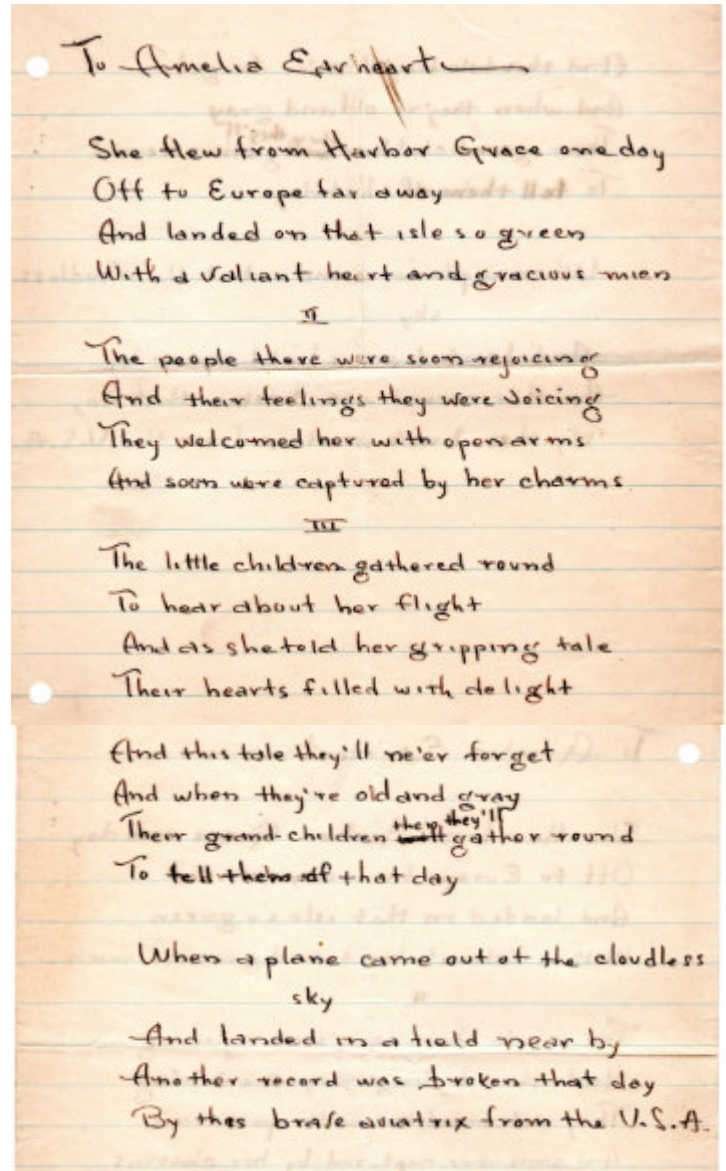 To Amelia Earheart
She flew from Harbor Grace one day
Off to Europe far away
And landed on that isle so green
With a valiant heart and gracious mien
II
The people there were soon rejoicing
And their feelings they were voicing
They welcomed her with open arms
And soon were captured by her charms
III
The little children gathered round
To hear about her flight
And as she told her gripping tale
Their hearts filled with delight
And this tale they'll ne'er forget
And when they're old and gray
then they'll
Their grand-children will gather round
To tell them of that day
When a plane came out of the cloudless
sky
And landed in a field near by
Another record was broken that day
By thes brave aviatrix from the U.S.A.